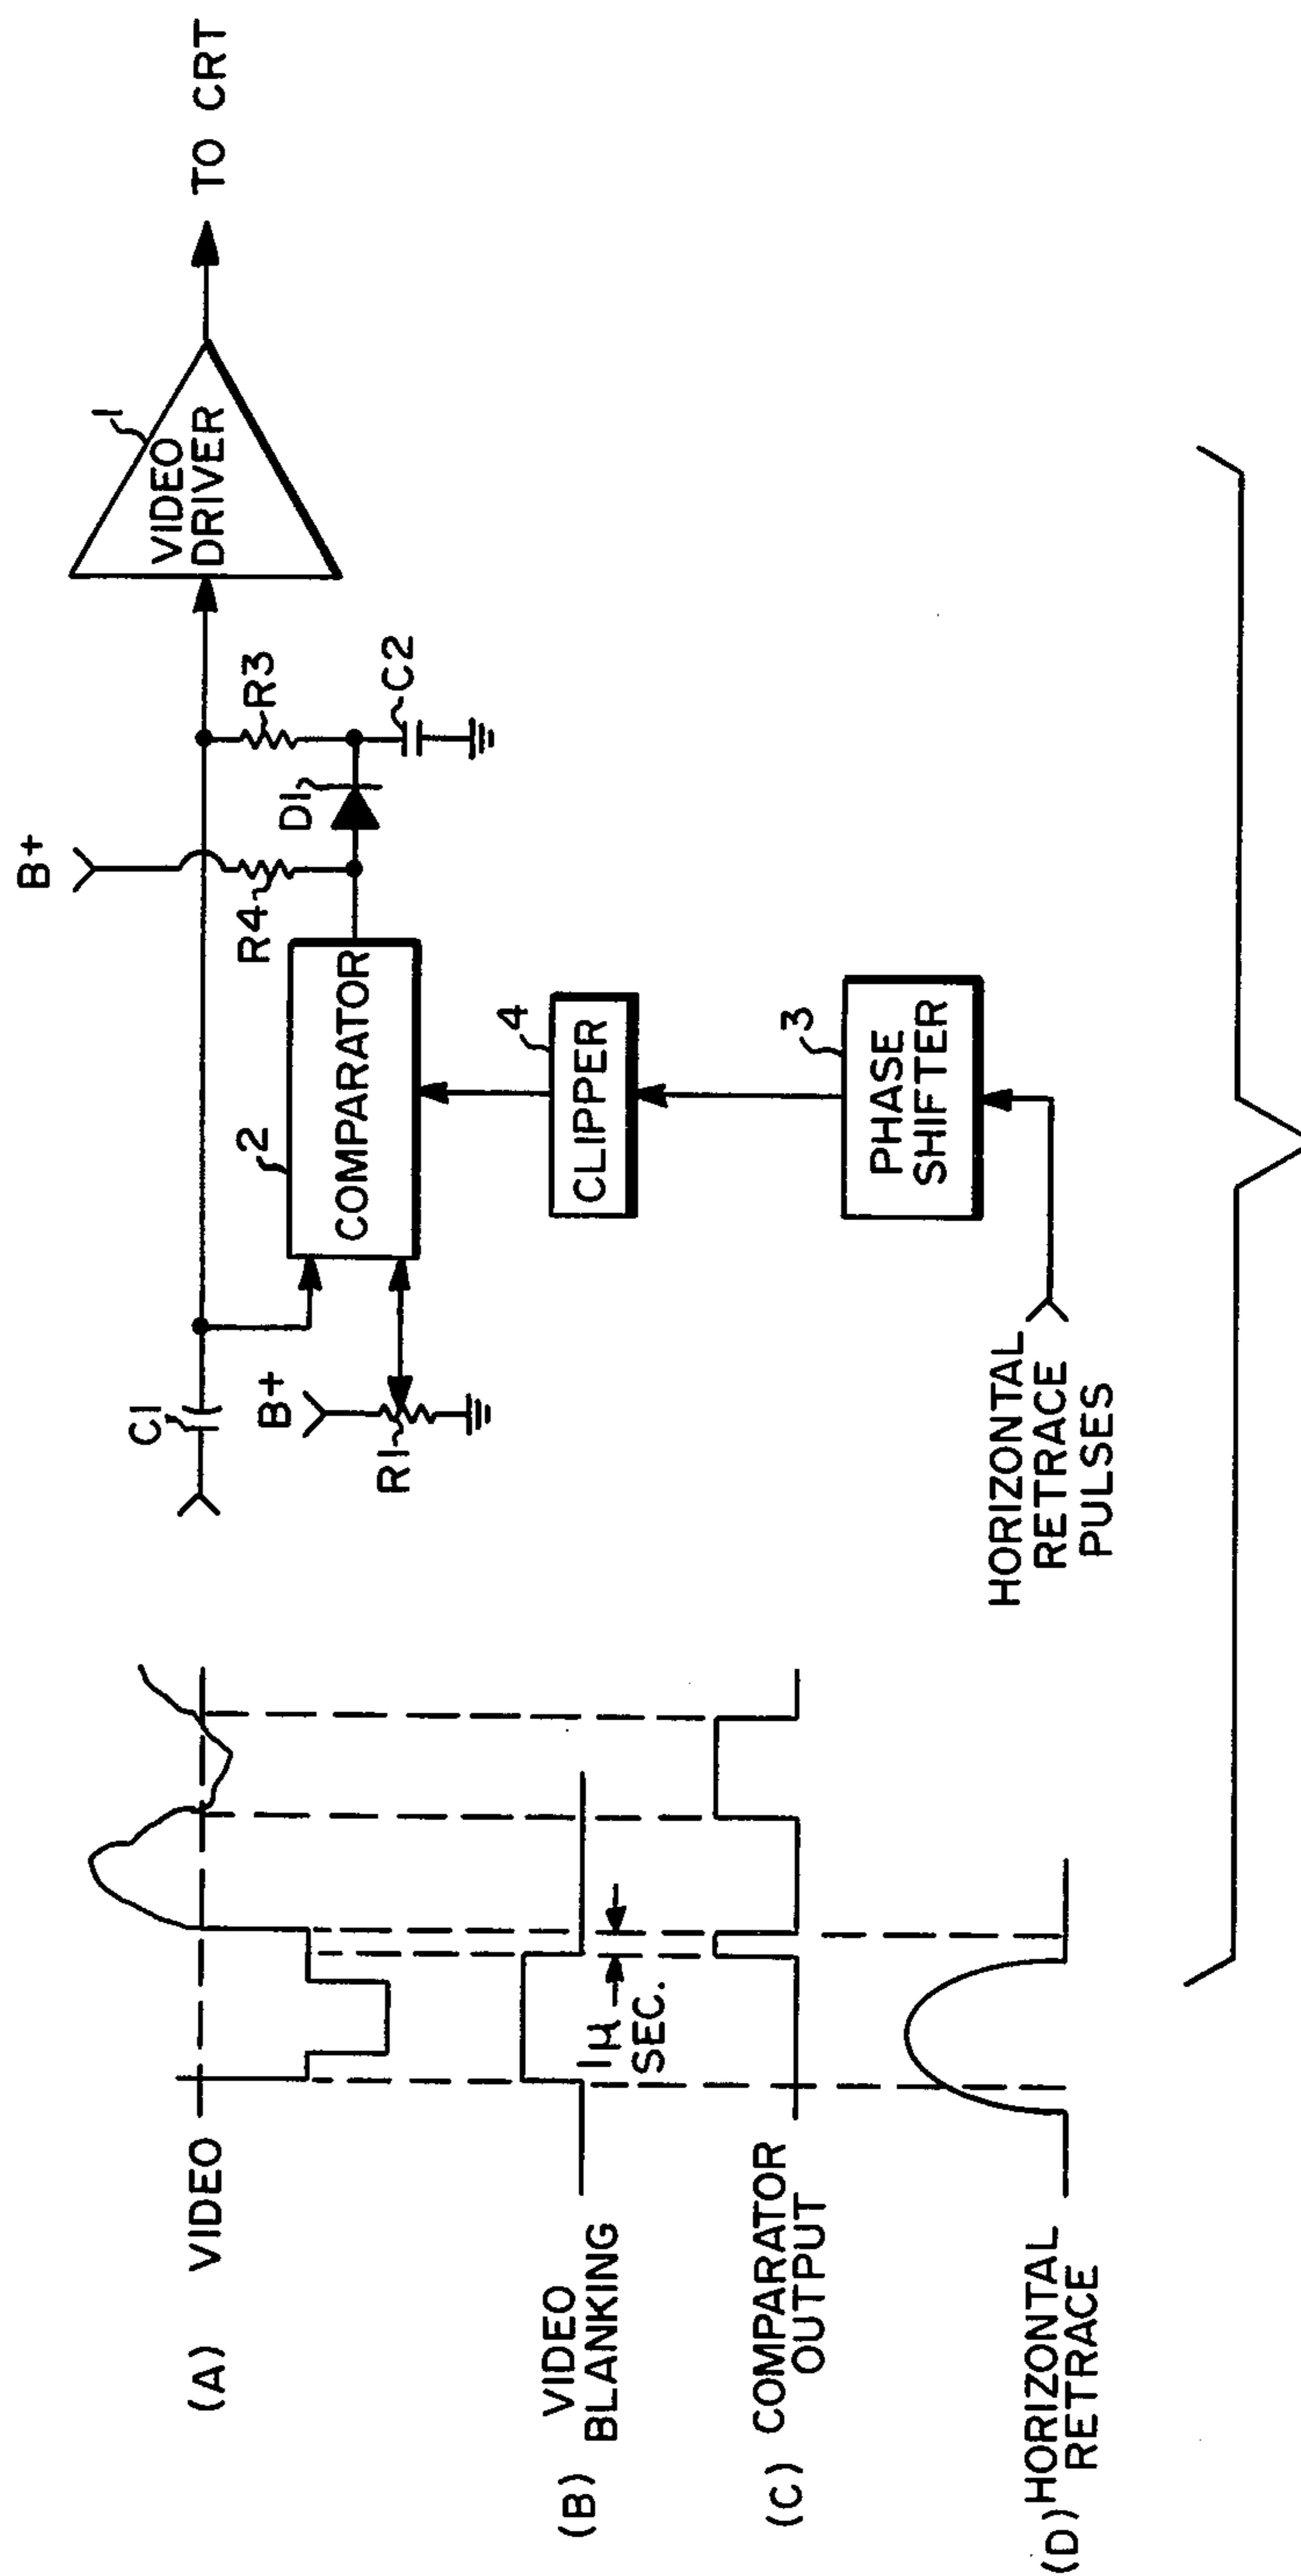 (A) VIDEO
(B) VIDEO
BLANKING
1μ
SEC.
(C) COMPARATOR
OUTPUT
(D) HORIZONTAL
RETRACE
C1
B+
R1
2
COMPARATOR
B+
R4
D1
R3
C2
1
VIDEO
DRIVER
TO CRT
4
CLIPPER
3
PHASE
SHIFTER
HORIZONTAL
RETRACE
PULSES